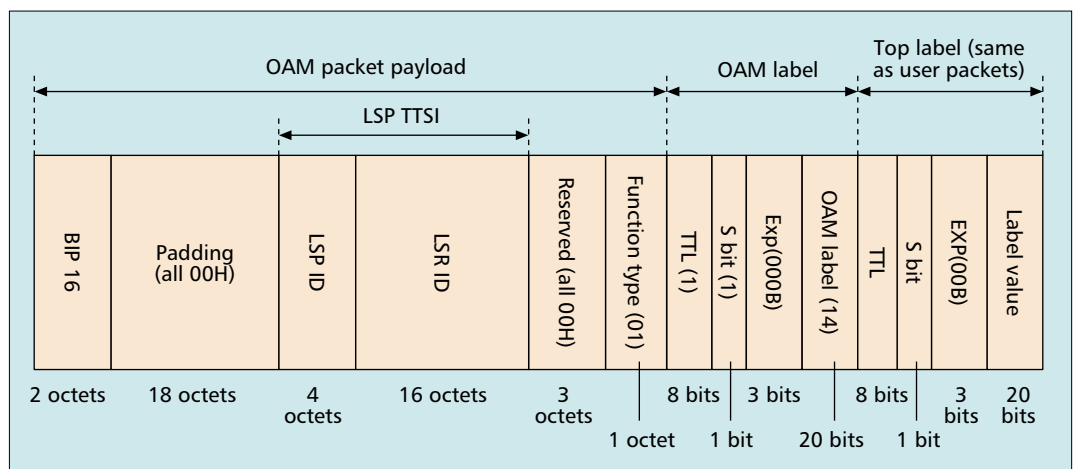 Top label (same
as user packets)
OAM packet payload
OAM label
LSP TTSI
BIP 16
Padding
(all 00H)
LSP ID
LSR ID
Reserved (all 00H)
Function type (01)
TTL (1)
S bit (1)
Exp(000B)
OAM label (14)
TTL
S bit
EXP(00B)
Label value
2 octets
18 octets
4
octets
16 octets
3
octets
1 octet
8 bits
1 bit
3 bits
20 bits
8 bits
1 bit
3
bits
20
bits